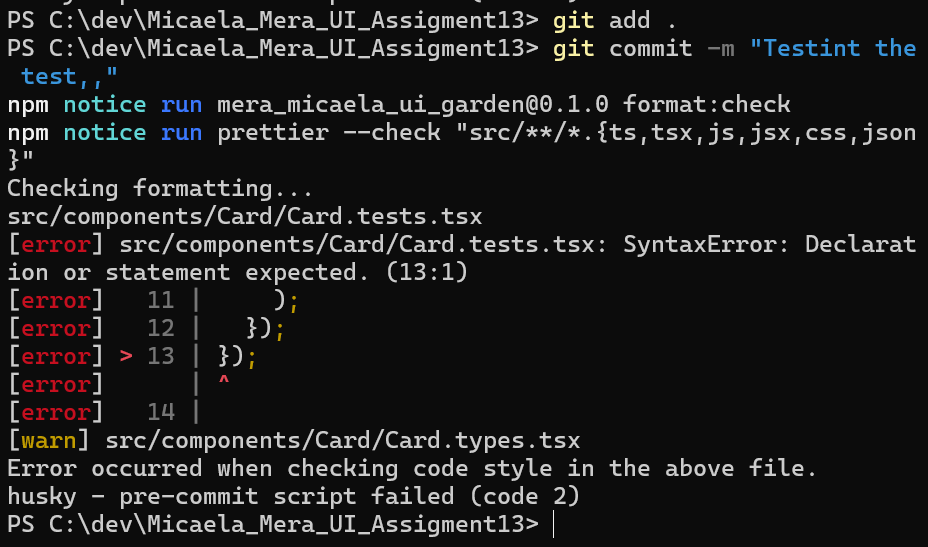 PS C:\dev\Micaela_Mera_UI_Assigment13> git add .
PS C:\dev\Micaela_Mera_UI_Assigment13> git commit -m "Testint the
 test,,"
npm notice run mera_micaela_ui_garden@0.1.0 format:check
npm notice run prettier --check "src/**/*.{ts,tsx,js,jsx,css,json
}"
Checking formatting...
src/components/Card/Card.tests.tsx
[error] src/components/Card/Card.tests.tsx: SyntaxError: Declarat
ion or statement expected. (13:1)
[error]   11 |     );
[error]   12 |   });
[error] > 13 | });
[error]      | ^
[error]   14 |
[warn] src/components/Card/Card.types.tsx
Error occurred when checking code style in the above file.
husky - pre-commit script failed (code 2)
PS C:\dev\Micaela_Mera_UI_Assigment13>